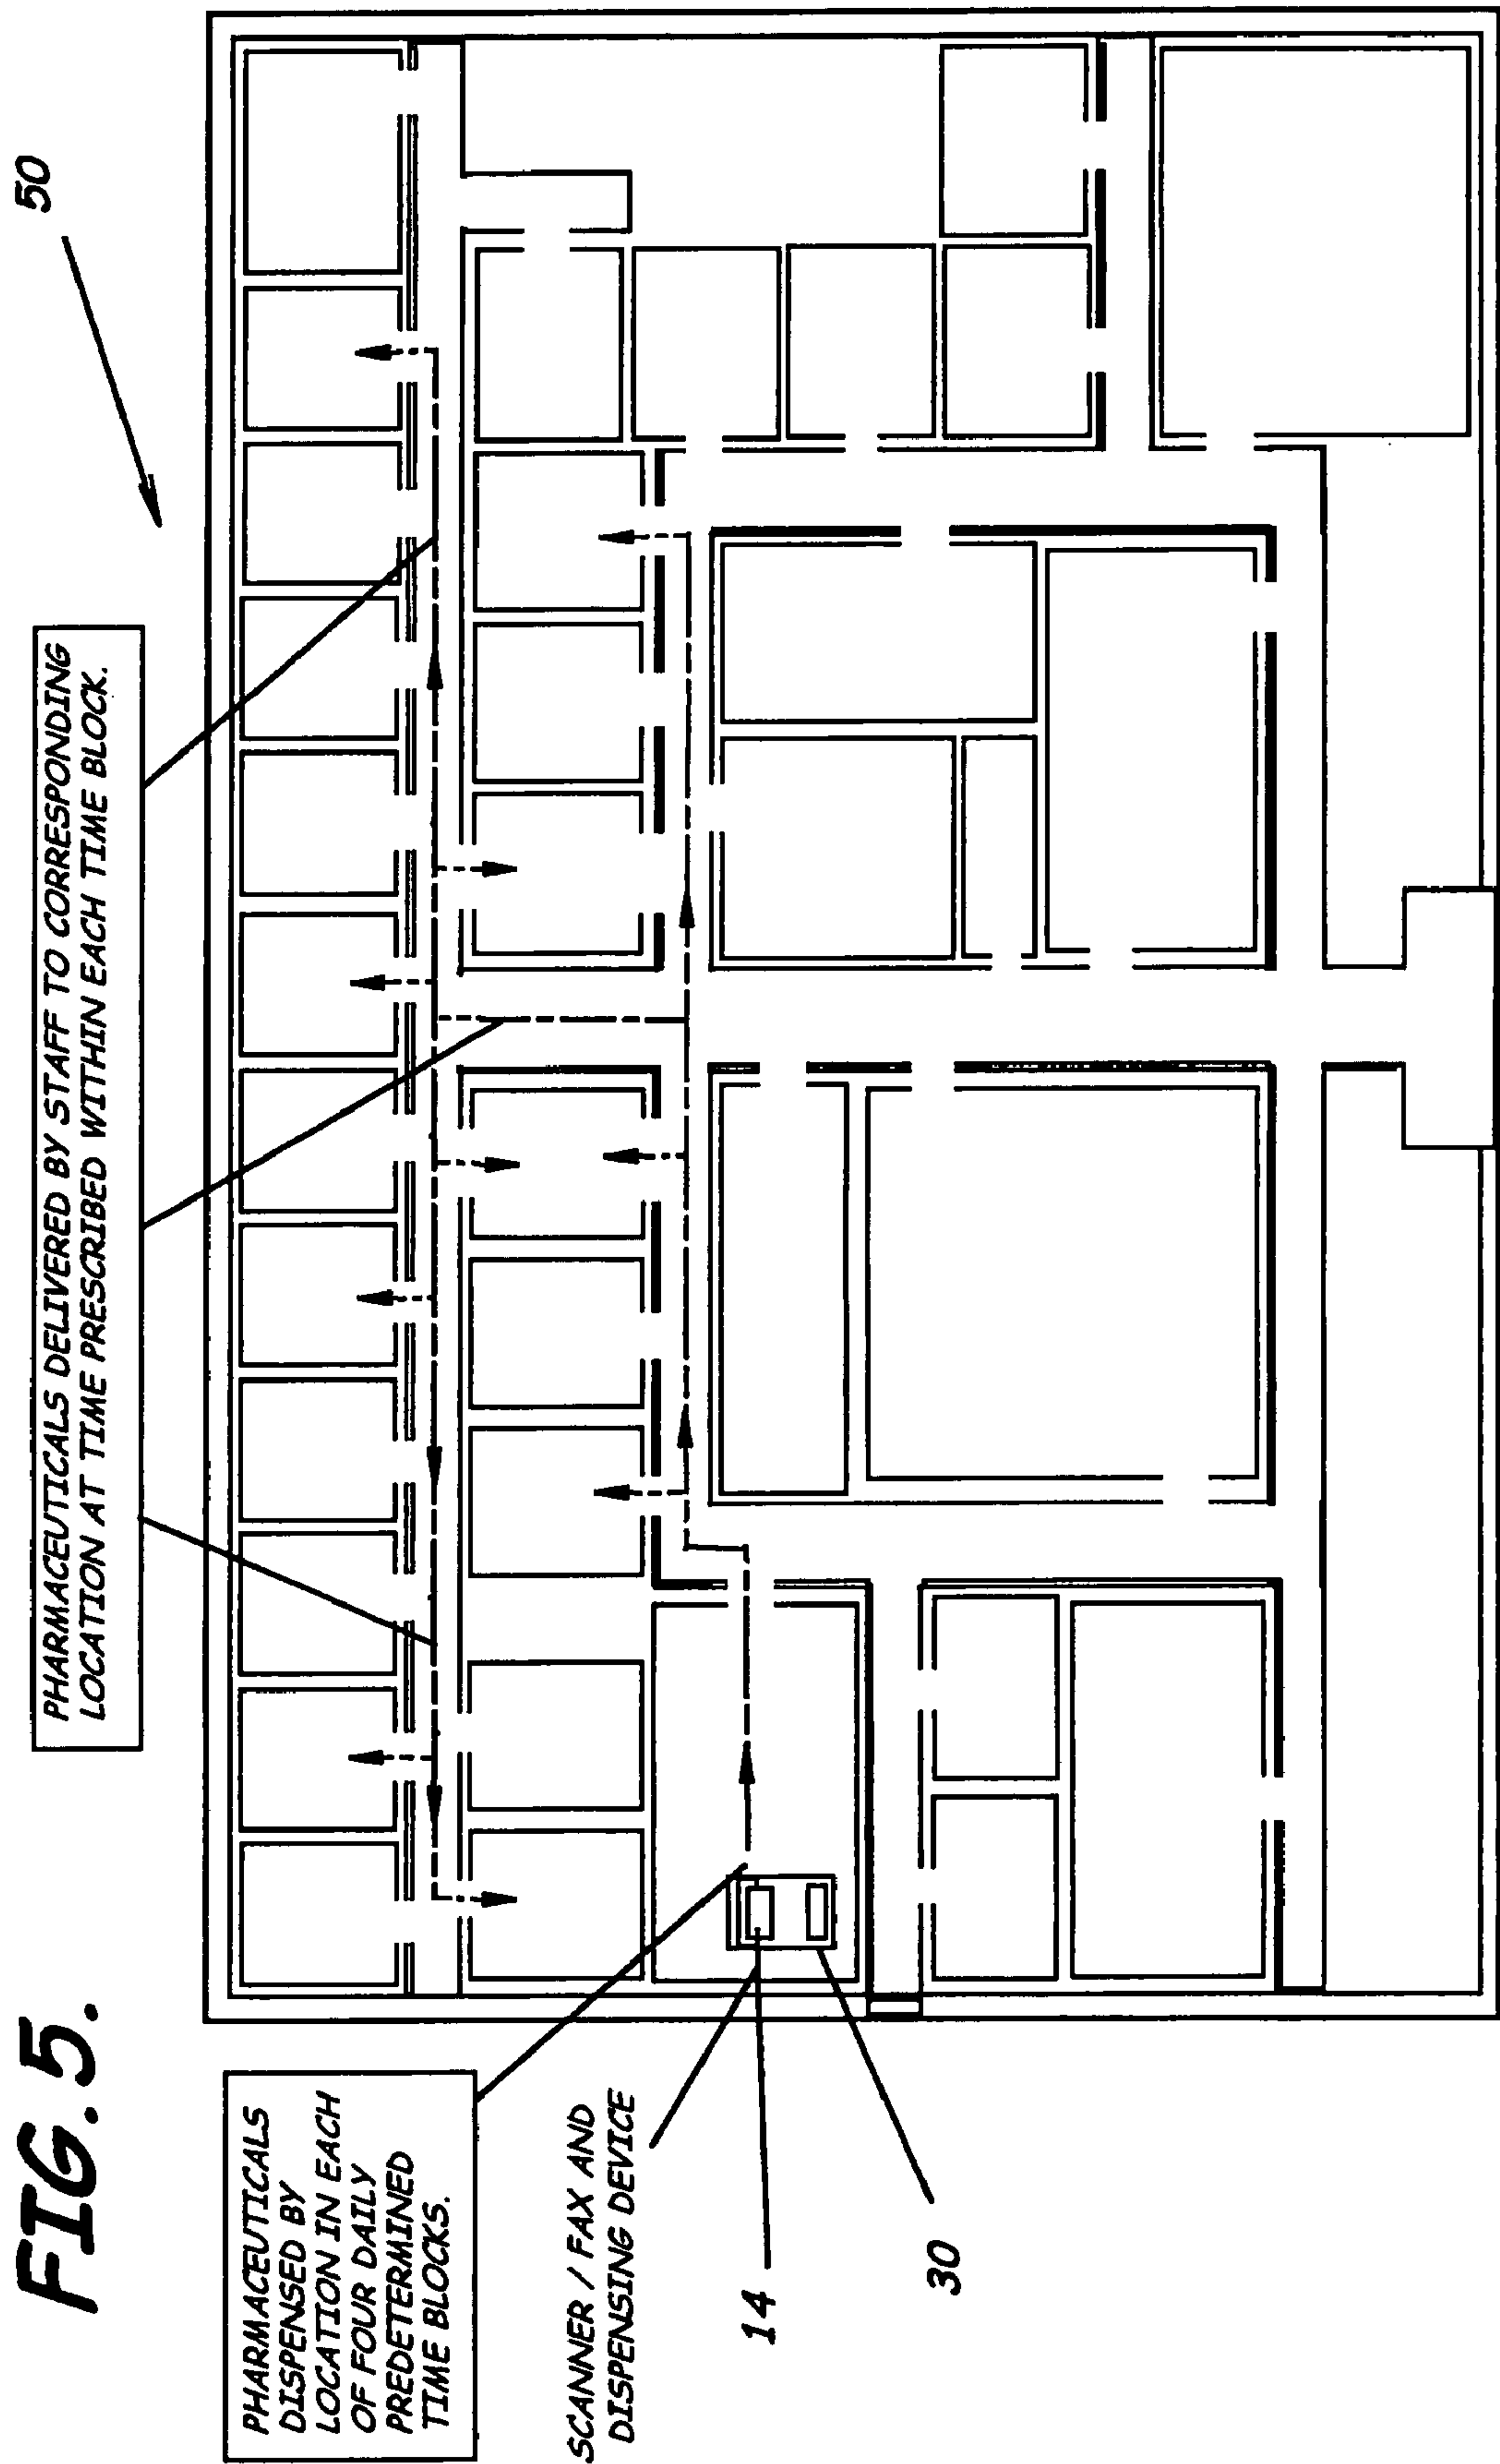 FIG. 5.
50
PHARMACEUTICALS DELIVERED BY STAFF TO CORRESPONDING
LOCATION AT TIME PRESCRIBED WITHIN EACH TIME BLOCK.
PHARMACEUTICALS
DISPENSED BY
LOCATION IN EACH
OF FOUR DAILY
PREDETERMINED
TIME BLOCKS.
SCANNER / FAX AND
DISPENSING DEVICE
14
30